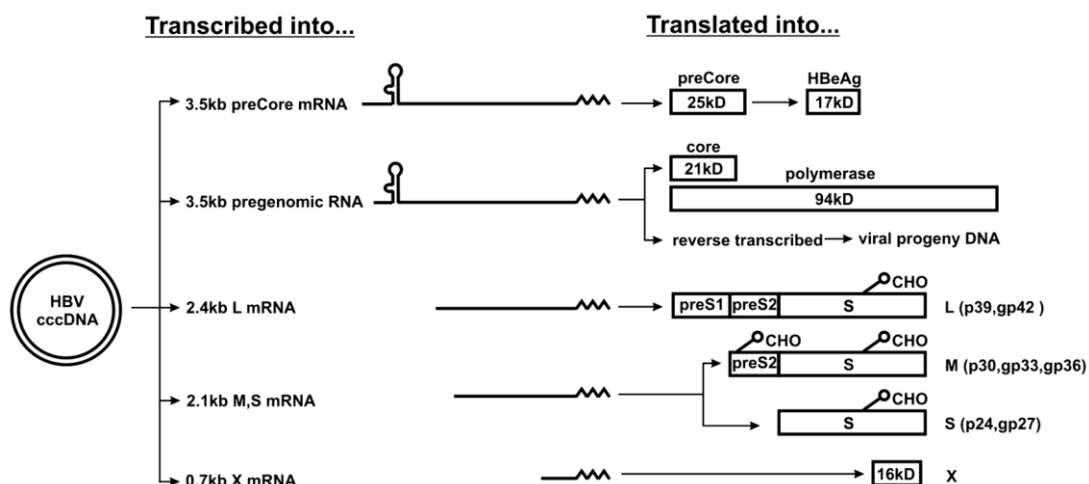 Transcribed into...
Translated into...
3.5kb preCore mRNA
preCore
25kD
HBeAg
17kD
3.5kb pregenomic RNA
core
21kD
polymerase
94kD
reverse transcribed
viral progeny DNA
HBV
cccDNA
2.4kb L mRNA
preS1
preS2
S
CHO
L (p39,gp42 )
2.1kb M,S mRNA
CHO
CHO
preS2
S
M (p30,gp33,gp36)
CHO
S
S (p24,gp27)
0.7kb X mRNA
16kD
X